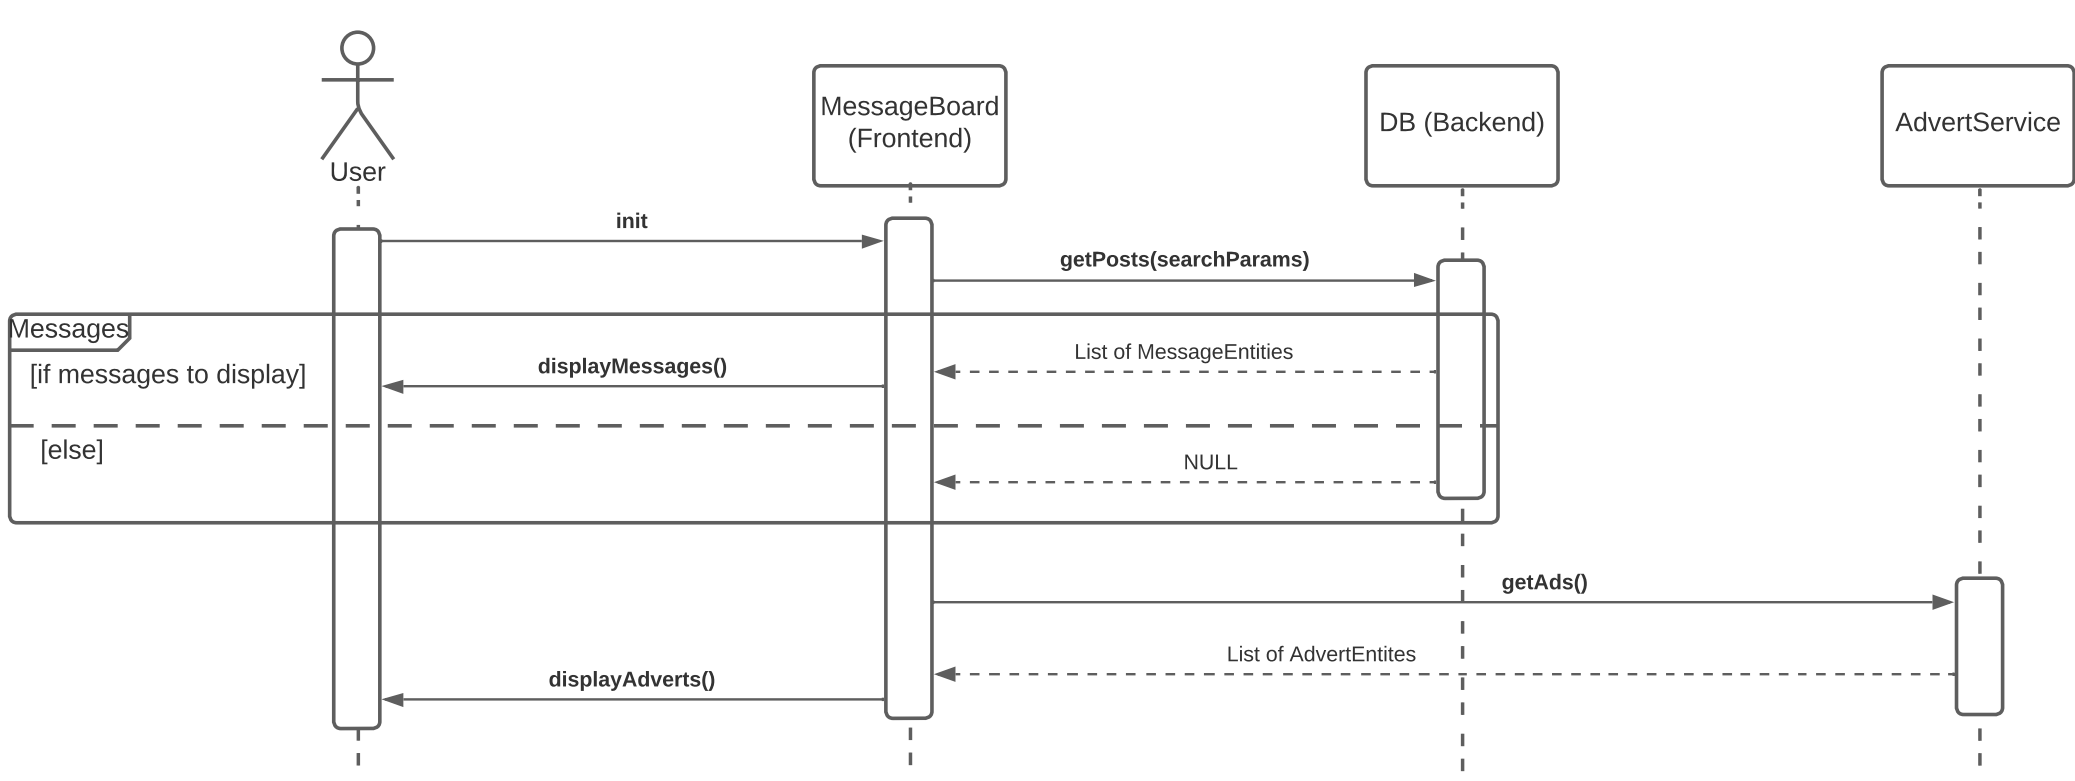 User
MessageBoard
(Frontend)
DB (Backend)
AdvertService
init
getPosts(searchParams)
Messages
[if messages to display]
List of MessageEntities
displayMessages()
[else]
NULL
getAds()
List of AdvertEntites
displayAdverts()